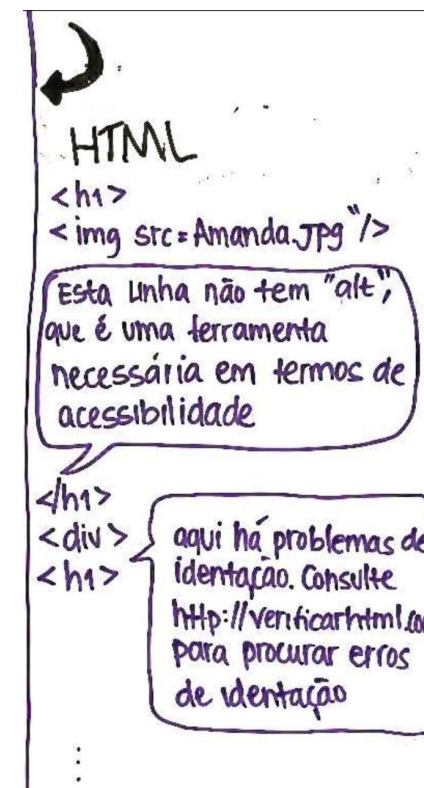 HTML
<h1>
<img src=Amanda.Jpg"/>
Esta linha não tem "alt",
que é uma ferramenta
necessária em termos de
acessibilidade
</h1>
<div>
<h1>
aqui há problemas de
identação. Consulte
http://verificarhtml.co
para procurar erros
de identação